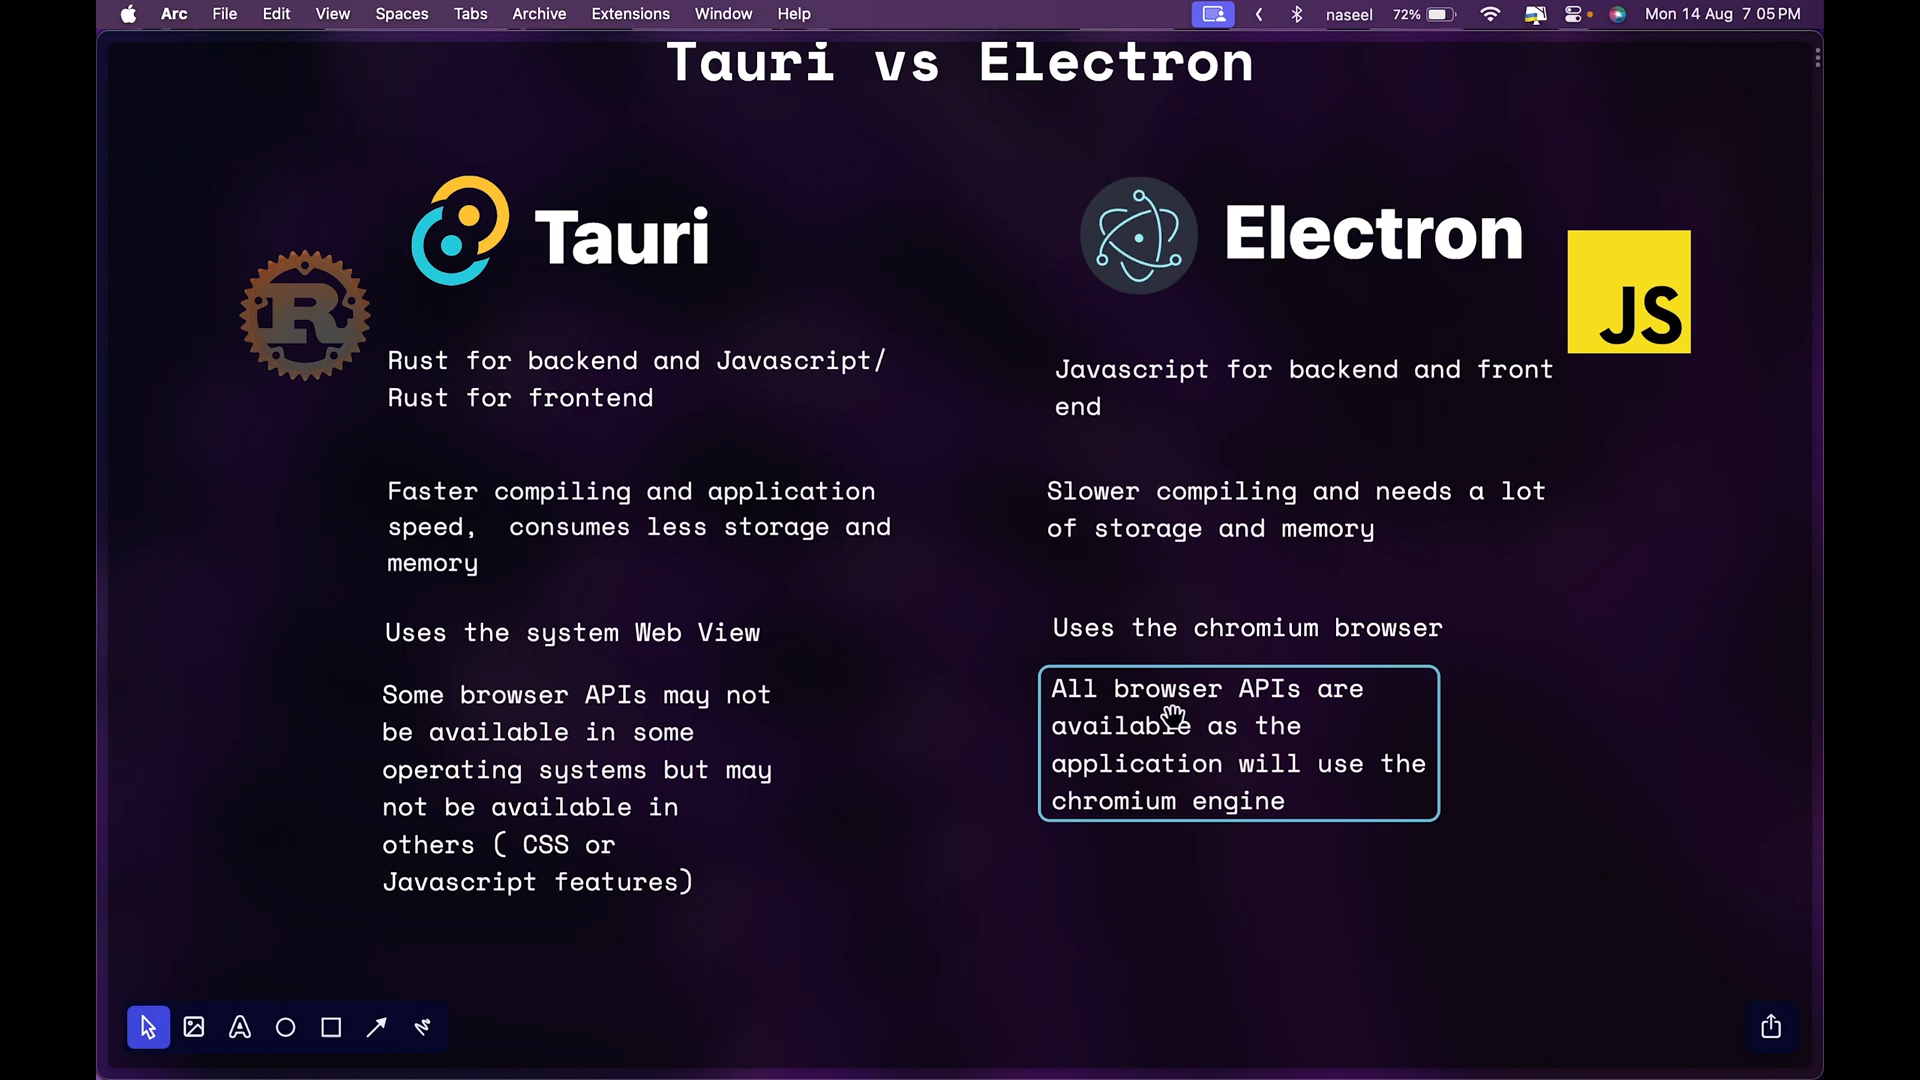 Arc File Edit View Spaces Tabs Archive Extensions Window Help naseel 72% Mon 14 Aug 7 05 PM
Tauri vs Electron
Tauri
Electron
R
JS
Rust for backend and Javascript/
Rust for frontend
Javascript for backend and front
end
Faster compiling and application
speed, consumes less storage and
memory
Slower compiling and needs a lot
of storage and memory
Uses the system Web View
Uses the chromium browser
Some browser APIs may not
be available in some
operating systems but may
not be available in
others ( CSS or
Javascript features)
All browser APIs are
available as the
application will use the
chromium engine